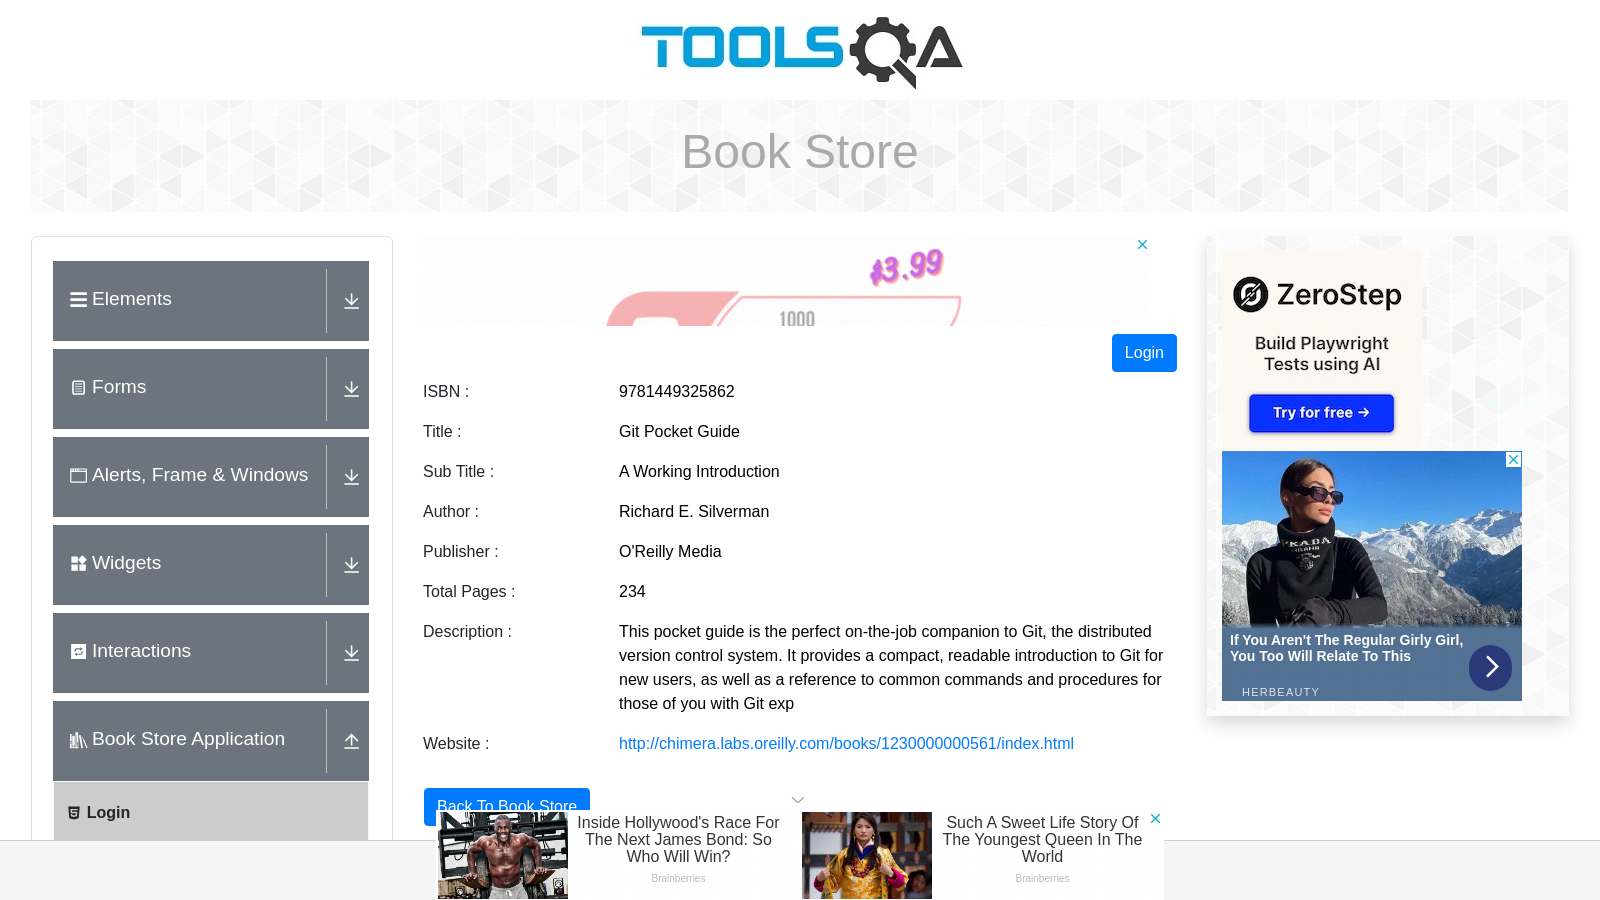 TOOLSQA
Book Store
Elements
Forms
Alerts, Frame & Windows
Widgets
Interactions
Book Store Application
Login
$3.99
1000
Login
ISBN : 9781449325862
Title : Git Pocket Guide
Sub Title : A Working Introduction
Author : Richard E. Silverman
Publisher : O'Reilly Media
Total Pages : 234
Description : This pocket guide is the perfect on-the-job companion to Git, the distributed
version control system. It provides a compact, readable introduction to Git for
new users, as well as a reference to common commands and procedures for
those of you with Git exp
Website : http://chimera.labs.oreilly.com/books/1230000000561/index.html
Back To Book Store
ZeroStep
Build Playwright
Tests using AI
Try for free →
PRADA
MILANO
If You Aren't The Regular Girly Girl,
You Too Will Relate To This
HERBEAUTY
Inside Hollywood's Race For
The Next James Bond: So
Who Will Win?
Brainberries
Such A Sweet Life Story Of
The Youngest Queen In The
World
Brainberries